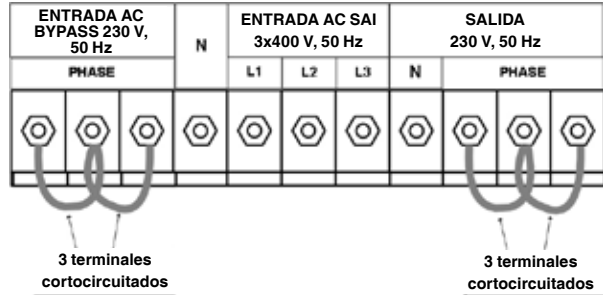 ENTRADA AC
BYPASS 230 V,
50 Hz
PHASE
N
ENTRADA AC SAI
3x400 V, 50 Hz
L1 L2 L3
SALIDA
230 V, 50 Hz
N PHASE
3 terminales
cortocircuitados
3 terminales
cortocircuitados